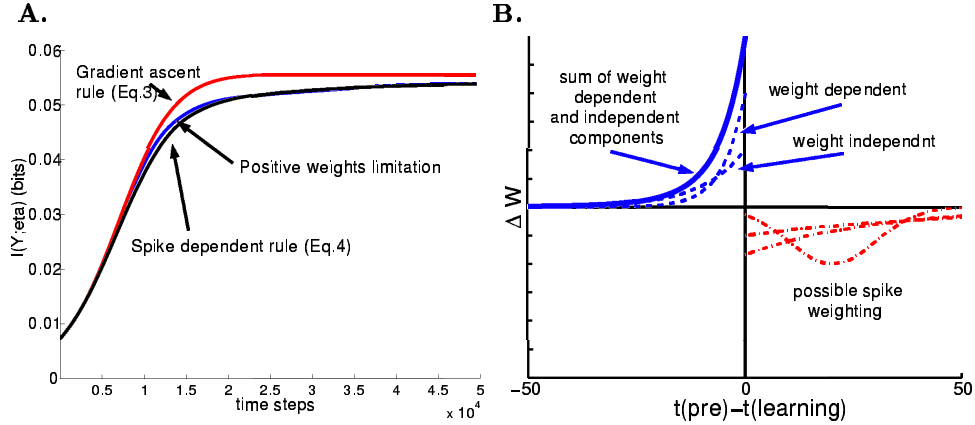 A.
I(Y;eta) (bits)
0.06
0.05
0.04
0.03
0.02
0.01
0
Gradient ascent
rule (Eq.3)
Positive weights limitation
Spike dependent rule (Eq.4)
0.5 1 1.5 2 2.5 3 3.5 4 4.5 5
time steps
x 10^4
B.
Δ W
sum of weight
dependent
and independent
components
weight dependent
weight indepednt
possible spike
weighting
−50 0 50
t(pre)−t(learning)